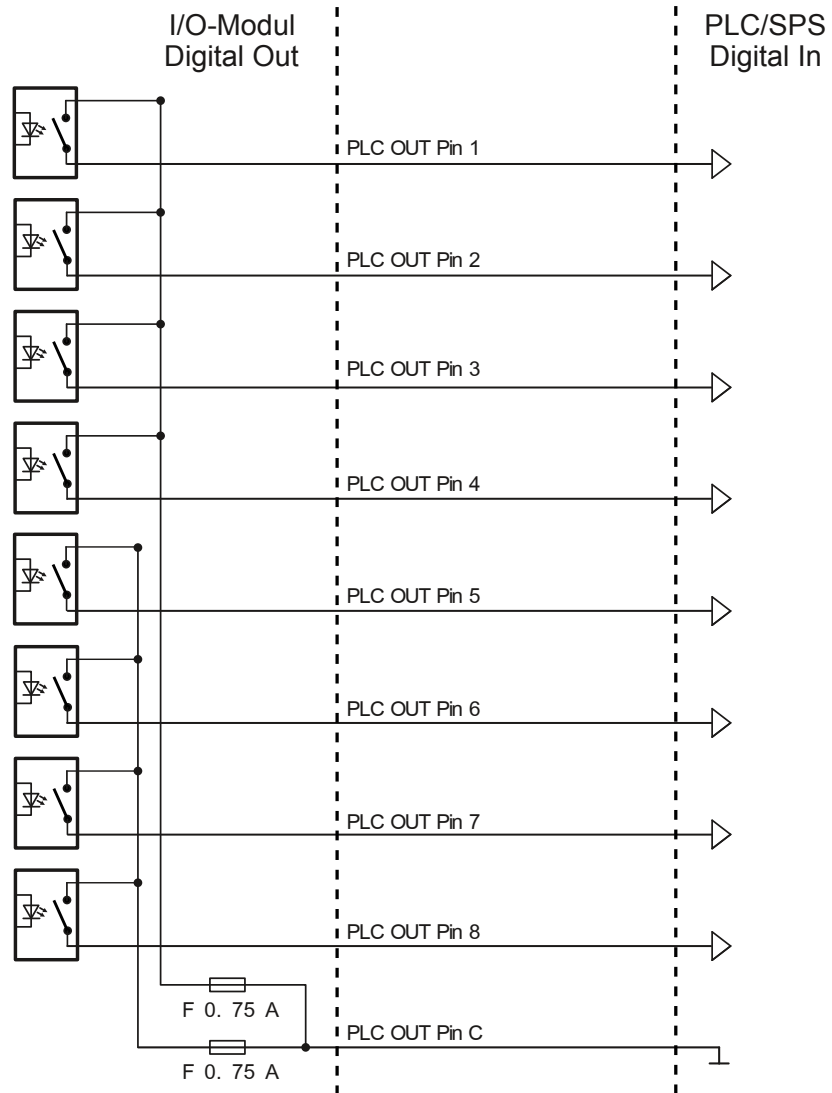 I/O-Modul
Digital Out
PLC/SPS
Digital In
PLC OUT Pin 1
PLC OUT Pin 2
PLC OUT Pin 3
PLC OUT Pin 4
PLC OUT Pin 5
PLC OUT Pin 6
PLC OUT Pin 7
PLC OUT Pin 8
F 0. 75 A
PLC OUT Pin C
F 0. 75 A